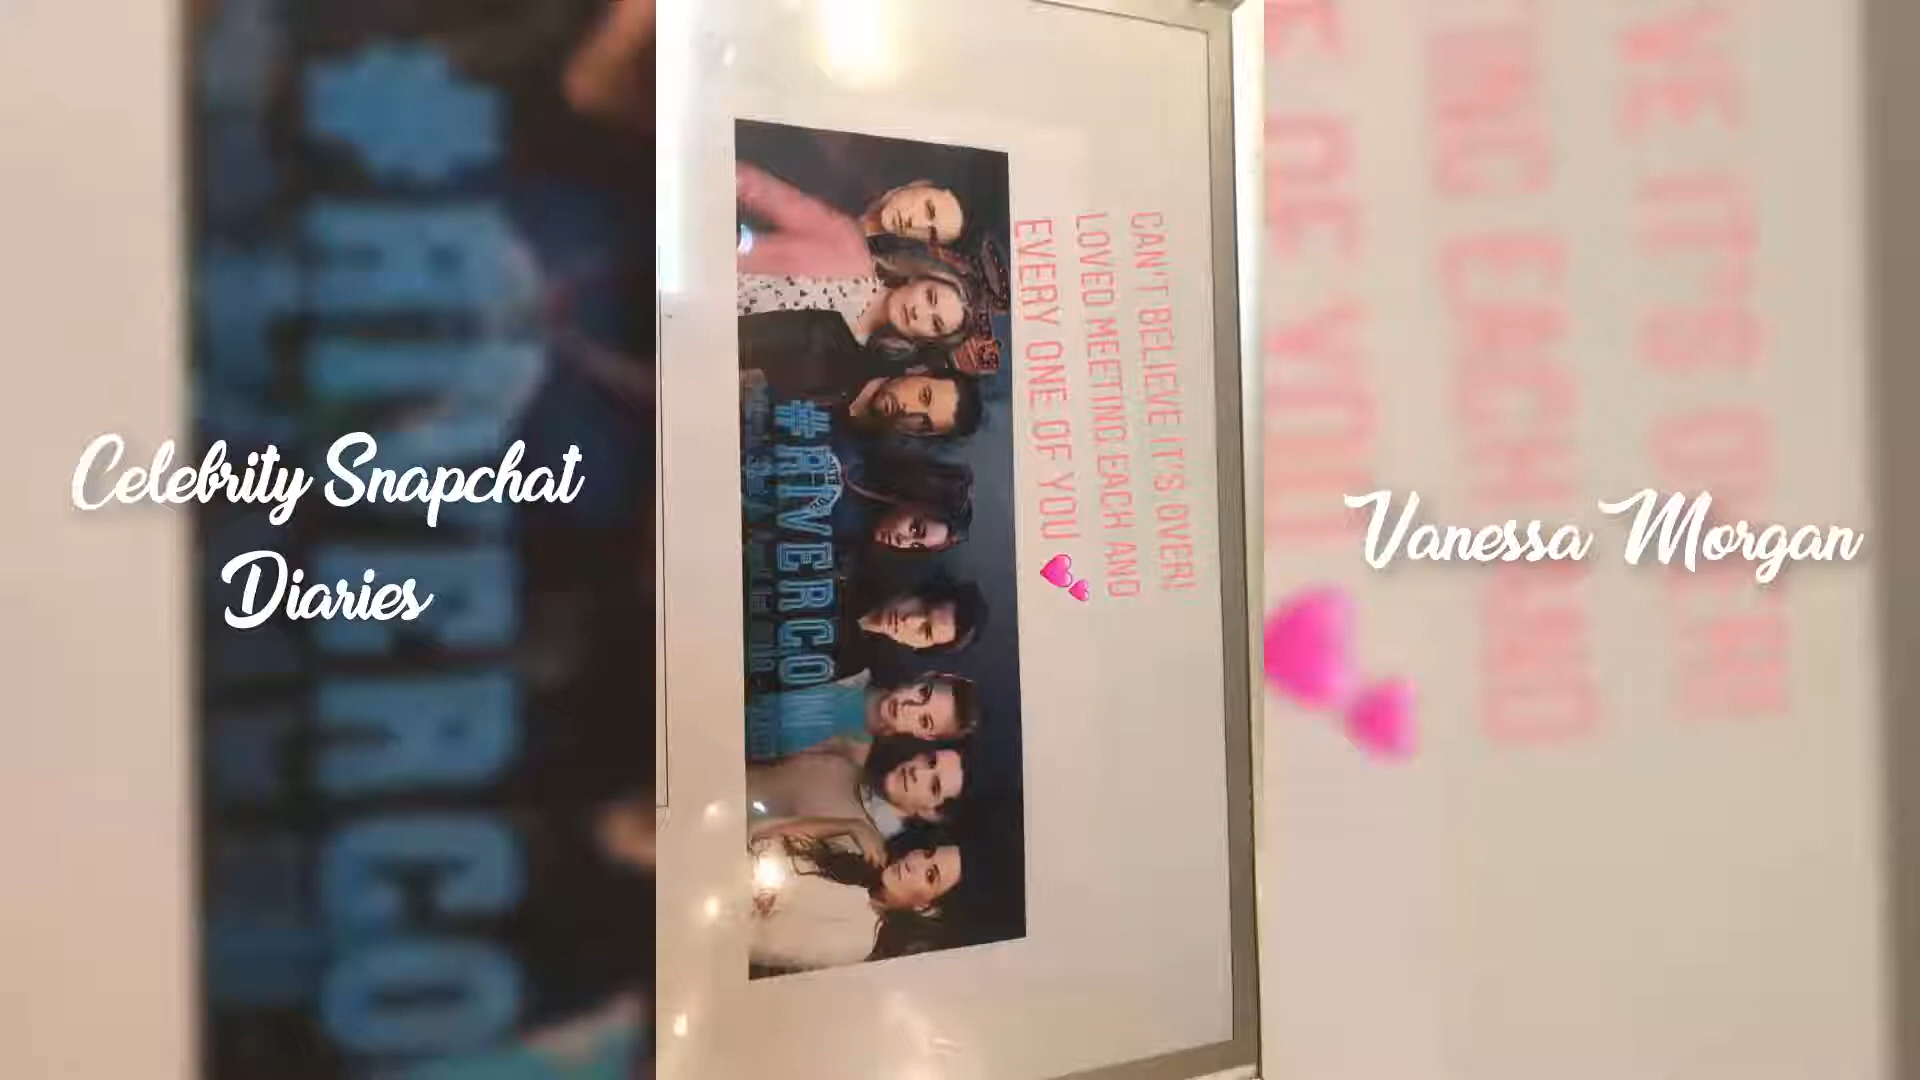 Celebrity Snapchat
Diaries
CAN'T BELIEVE IT'S OVER!
LOVED MEETING EACH AND
EVERY ONE OF YOU 💕
#RIVERCON
Vanessa Morgan